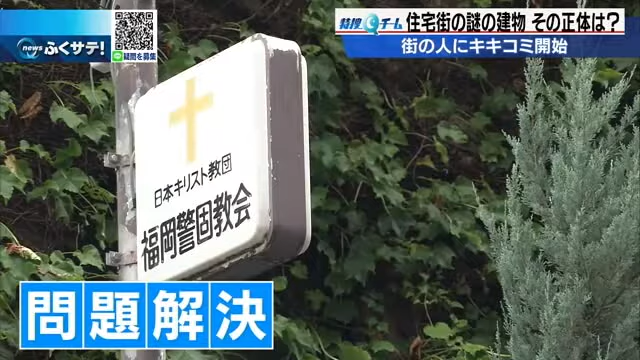 news ふくサテ!
疑問を募集
特捜Qチーム
住宅街の謎の建物 その正体は?
街の人にキキコミ開始
日本キリスト教団
福岡警固教会
問題解決